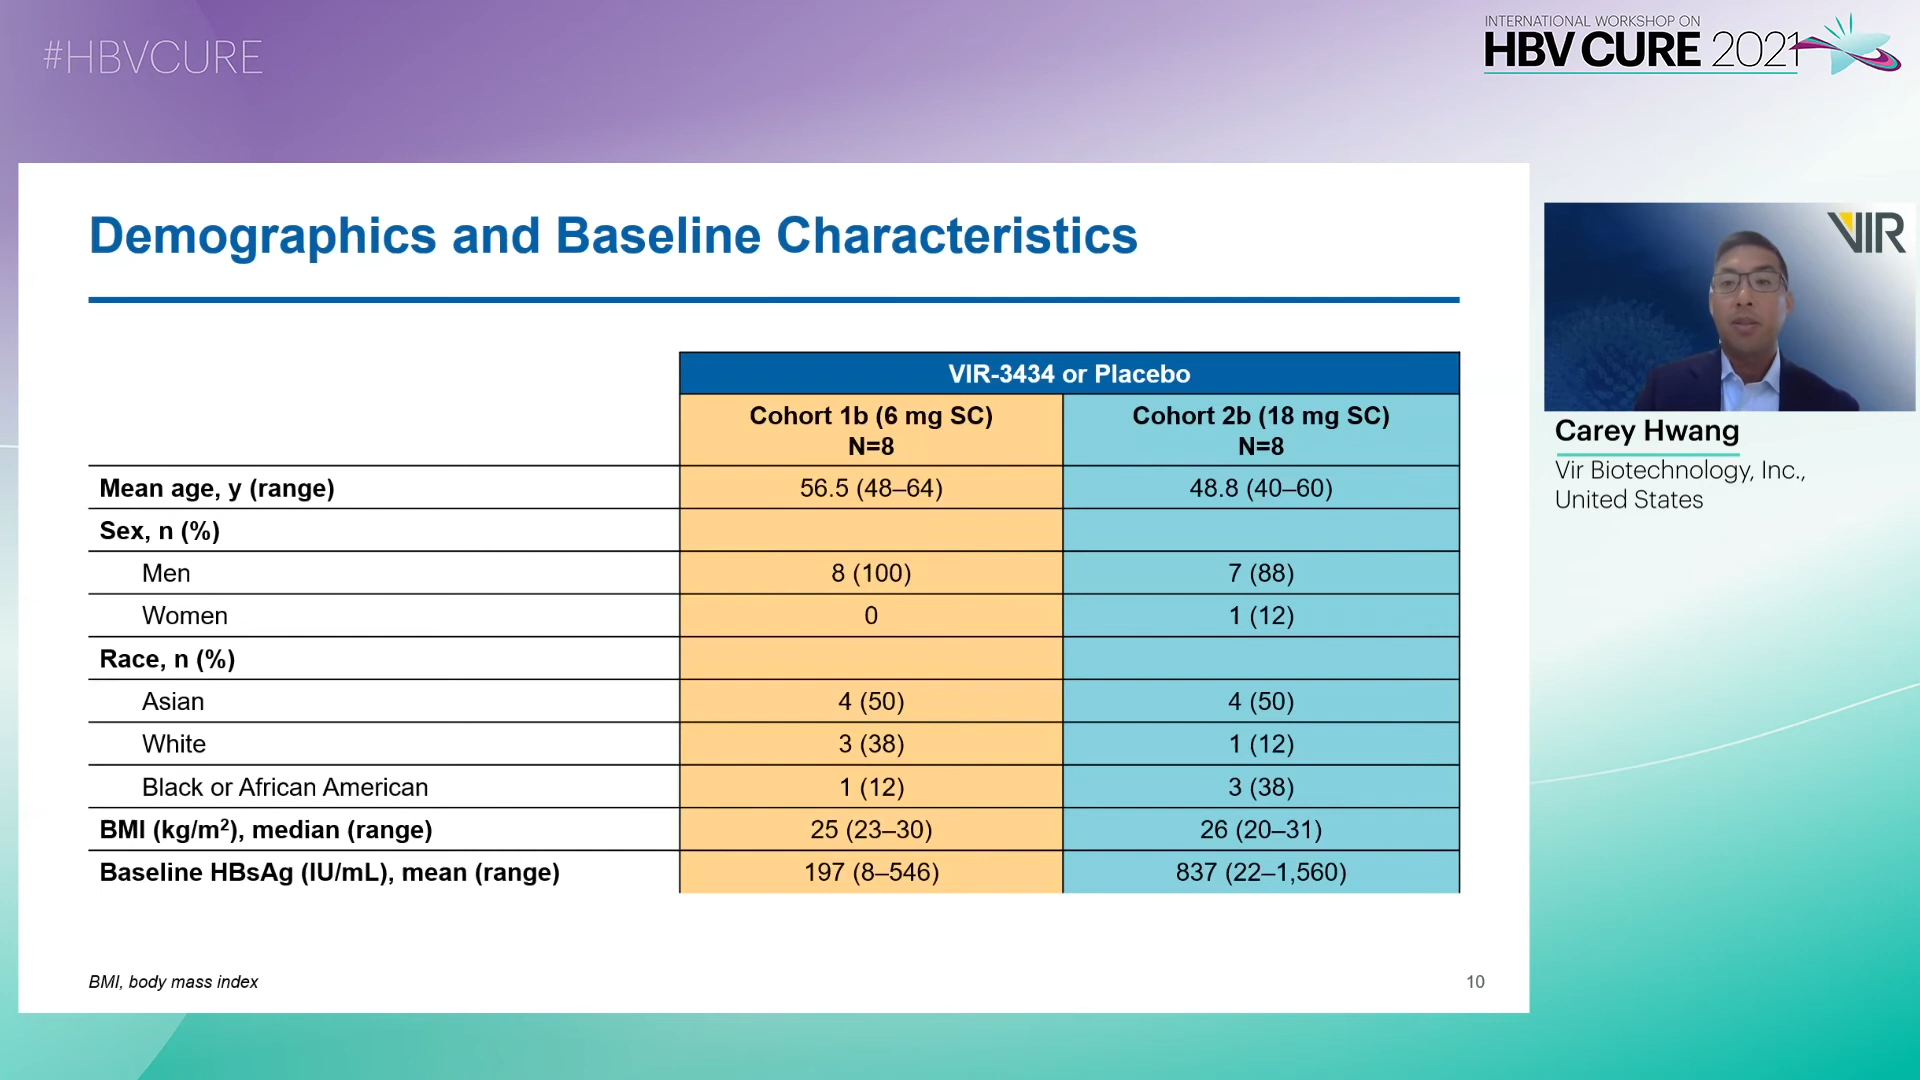 #HBVCURE
INTERNATIONAL WORKSHOP ON
HBV CURE 2021
Demographics and Baseline Characteristics
VIR-3434 or Placebo
Cohort 1b (6 mg SC) Cohort 2b (18 mg SC)
N=8 N=8
Mean age, y (range) 56.5 (48–64) 48.8 (40–60)
Sex, n (%)
Men 8 (100) 7 (88)
Women 0 1 (12)
Race, n (%)
Asian 4 (50) 4 (50)
White 3 (38) 1 (12)
Black or African American 1 (12) 3 (38)
BMI (kg/m²), median (range) 25 (23–30) 26 (20–31)
Baseline HBsAg (IU/mL), mean (range) 197 (8–546) 837 (22–1,560)
BMI, body mass index
10
VIR
Carey Hwang
Vir Biotechnology, Inc.,
United States